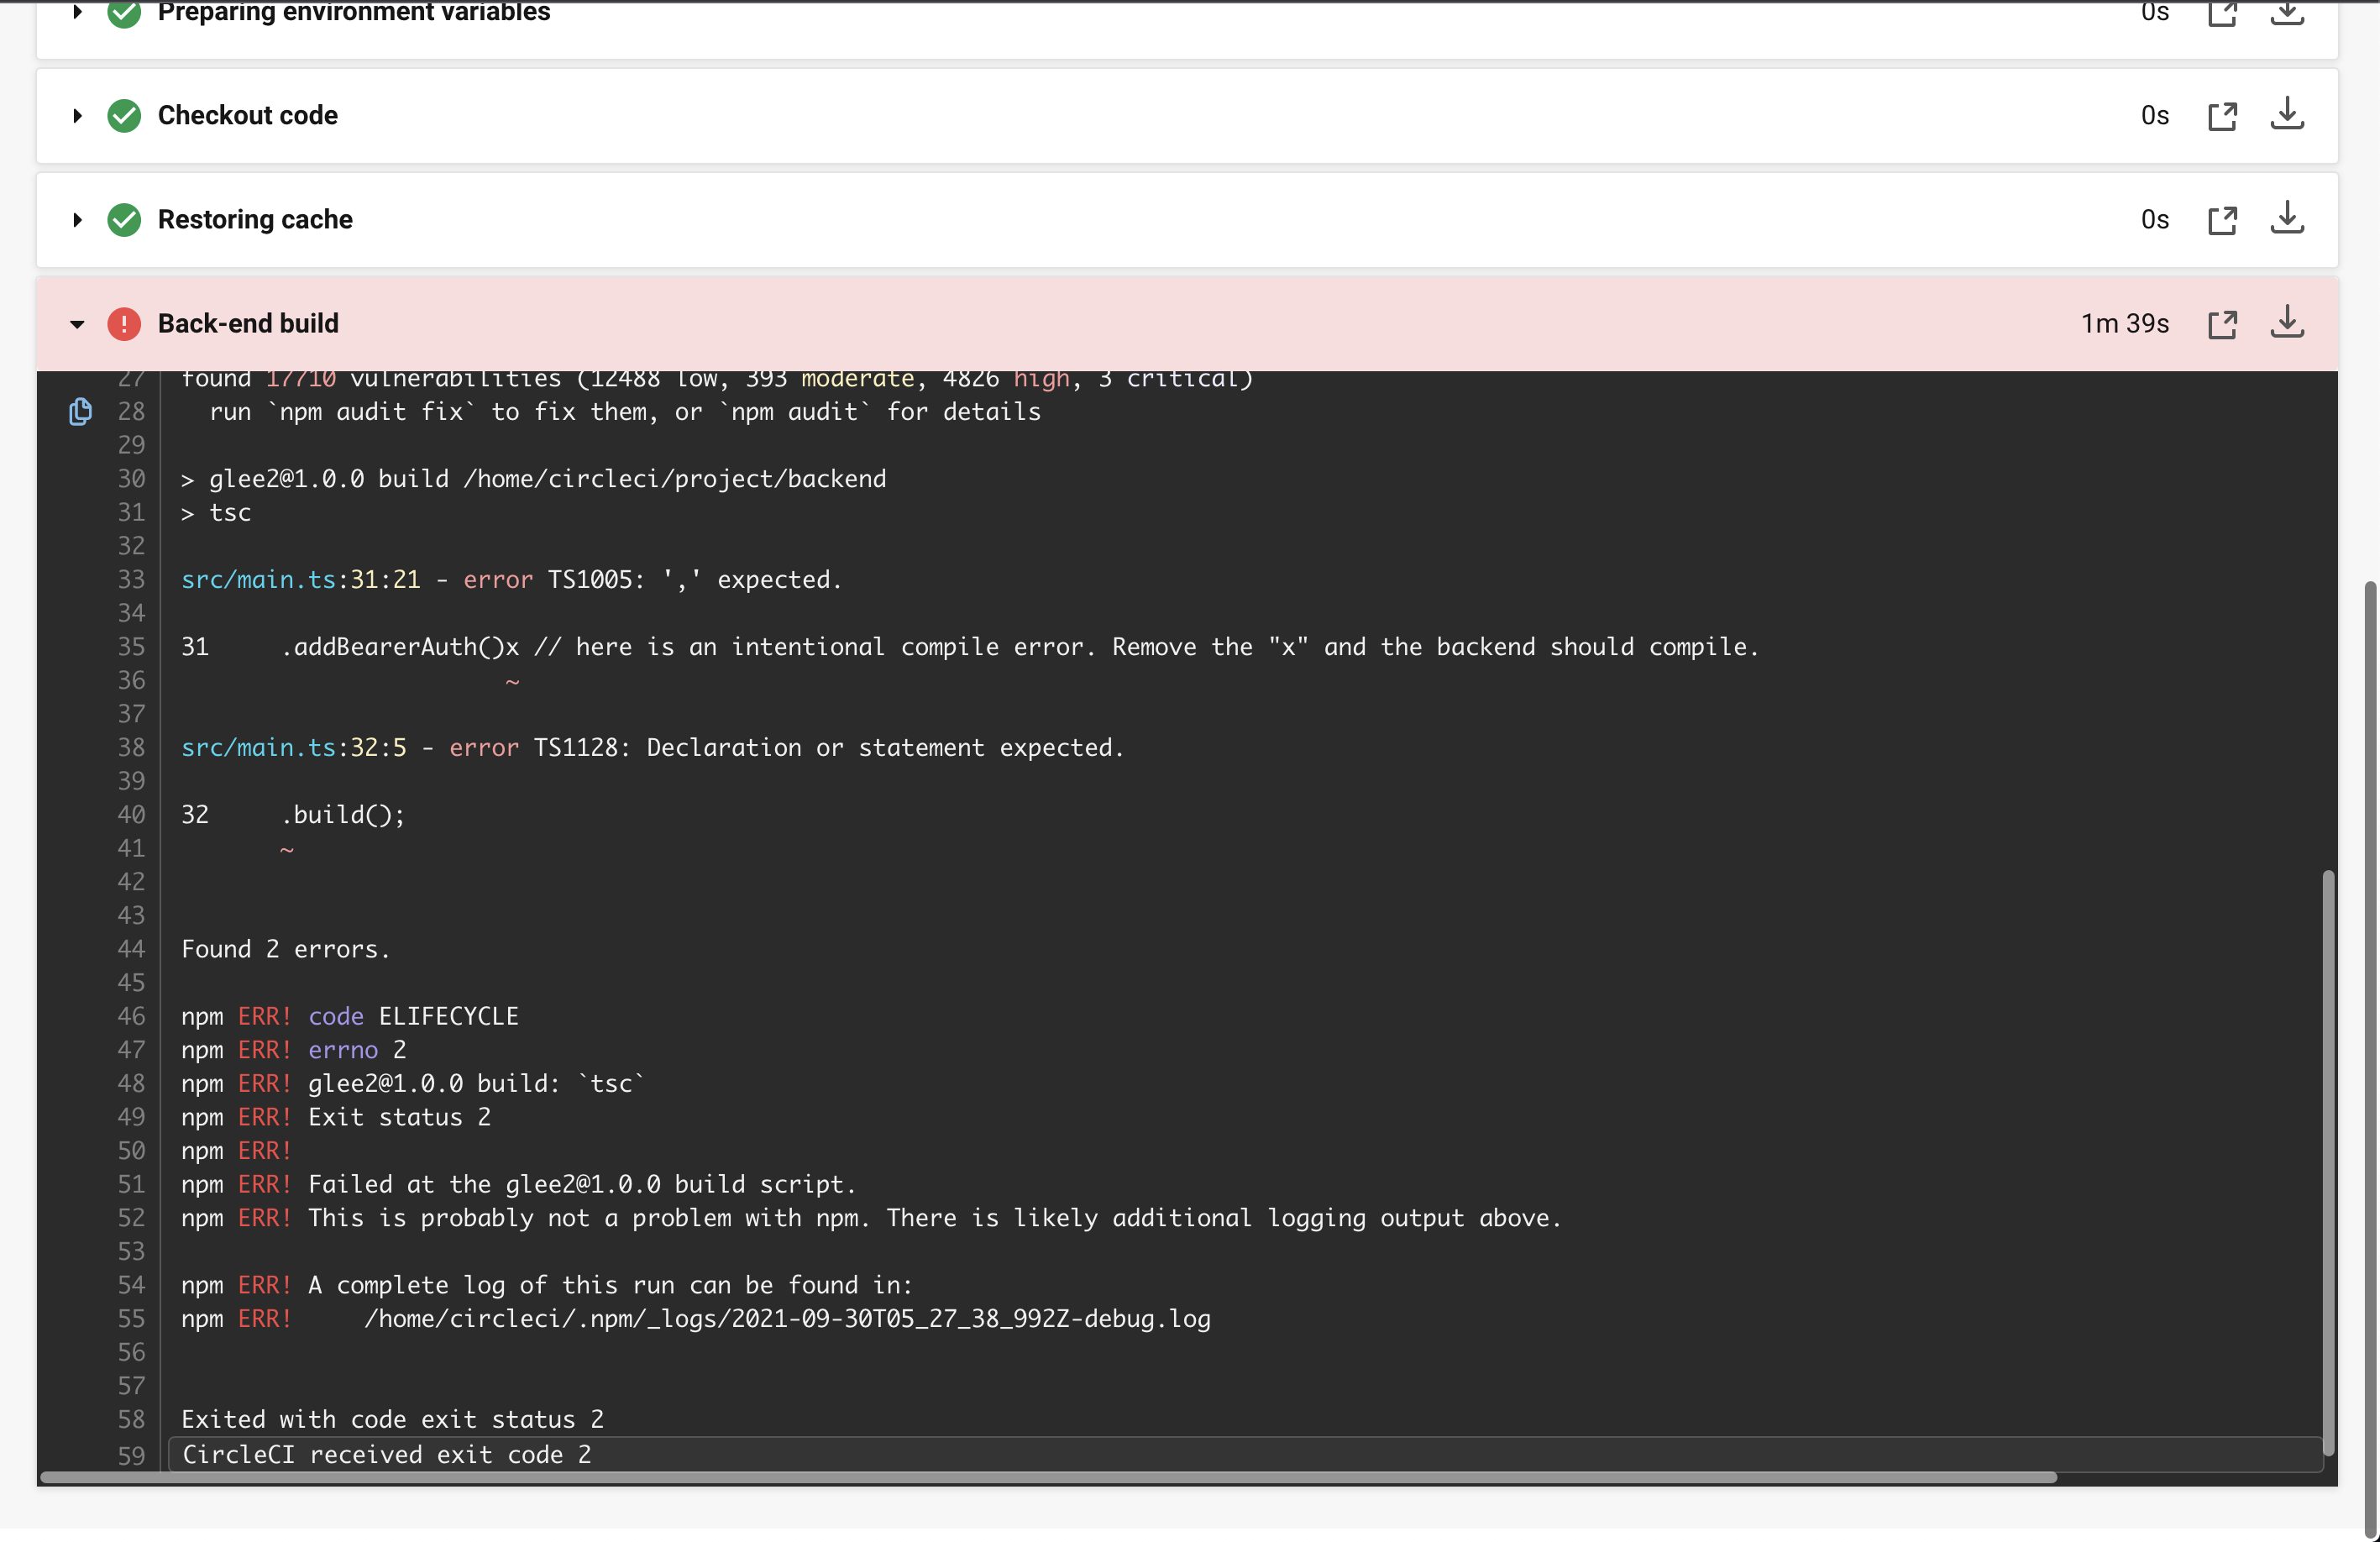 Preparing environment variables 0s
Checkout code 0s
Restoring cache 0s
! Back-end build 1m 39s
27 found 17710 vulnerabilities (12488 low, 393 moderate, 4826 high, 3 critical)
28 run `npm audit fix` to fix them, or `npm audit` for details
29
30 > glee2@1.0.0 build /home/circleci/project/backend
31 > tsc
32
33 src/main.ts:31:21 - error TS1005: ',' expected.
34
35 31     .addBearerAuth()x // here is an intentional compile error. Remove the "x" and the backend should compile.
36 ~
37
38 src/main.ts:32:5 - error TS1128: Declaration or statement expected.
39
40 32     .build();
41 ~
42
43
44 Found 2 errors.
45
46 npm ERR! code ELIFECYCLE
47 npm ERR! errno 2
48 npm ERR! glee2@1.0.0 build: `tsc`
49 npm ERR! Exit status 2
50 npm ERR!
51 npm ERR! Failed at the glee2@1.0.0 build script.
52 npm ERR! This is probably not a problem with npm. There is likely additional logging output above.
53
54 npm ERR! A complete log of this run can be found in:
55 npm ERR!     /home/circleci/.npm/_logs/2021-09-30T05_27_38_992Z-debug.log
56
57
58 Exited with code exit status 2
59 CircleCI received exit code 2